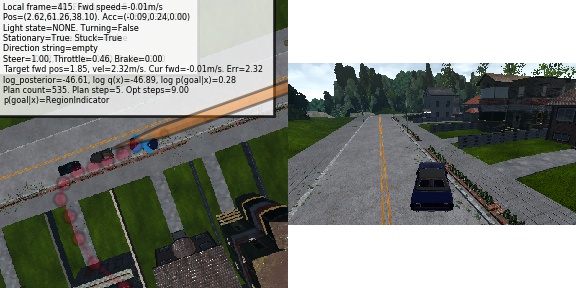 Local frame=415: Fwd speed=-0.01m/s
Pos=(2.62,61.26,38.10). Acc=(-0.09,0.24,0.00)
Light state=NONE. Turning=False
Stationary=True. Stuck=True
Direction string=empty
Steer=1.00, Throttle=0.46, Brake=0.00
Target fwd pos=1.85, vel=2.32m/s. Cur fwd=-0.01m/s. Err=2.32
log_posterior=-46.61, log q(x)=-46.89, log p(goal|x)=0.28
Plan count=535. Plan step=5. Opt steps=9.00
p(goal|x)=RegionIndicator